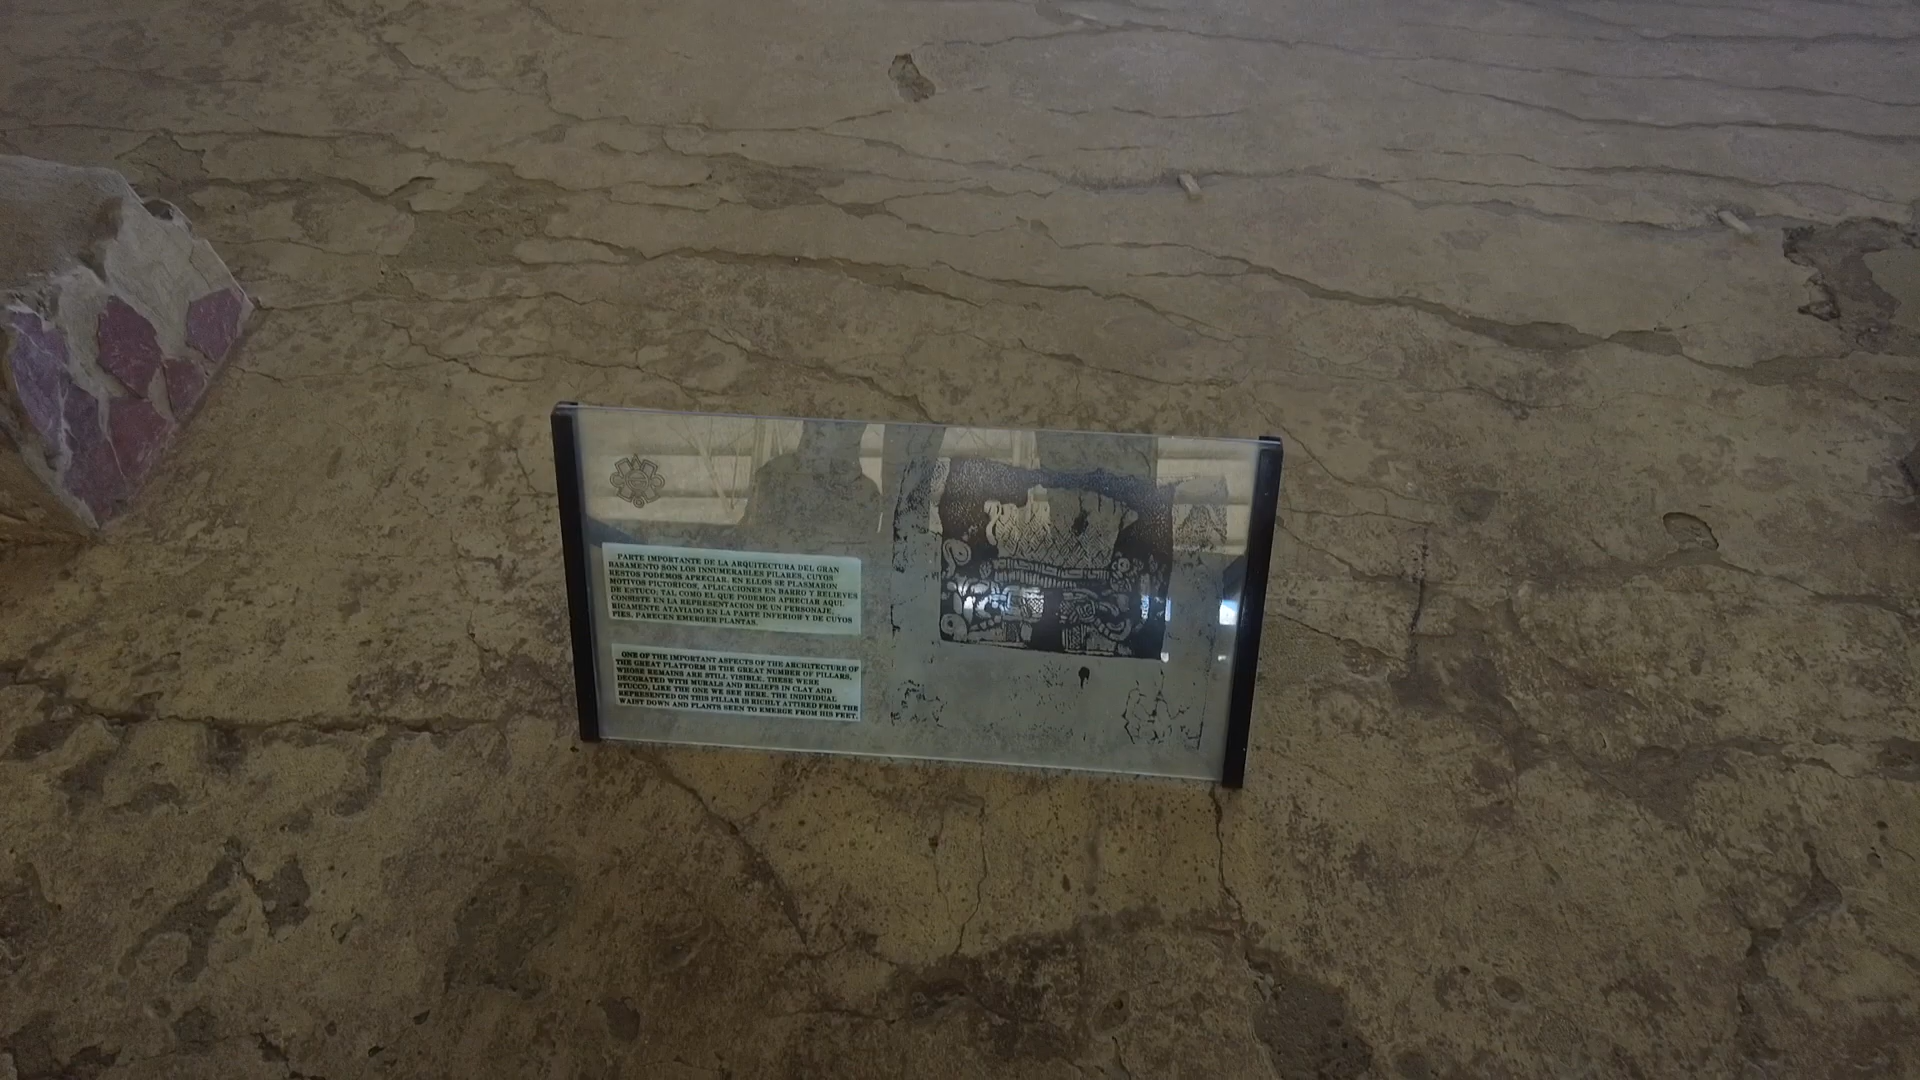 PARTE IMPORTANTE DE LA ARQUITECTURA DEL GRAN
BASAMENTO SON LOS INNUMERABLES PILARES, CUYOS
RESTOS PODEMOS APRECIAR. EN ELLOS SE PLASMARON
MOTIVOS PICTORICOS, APLICACIONES EN BARRO Y RELIEVES
DE ESTUCO; TAL COMO EL QUE PODEMOS APRECIAR AQUI.
CONSISTE EN LA REPRESENTACION DE UN PERSONAJE,
RICAMENTE ATAVIADO EN LA PARTE INFERIOR Y DE CUYOS
PIES, PARECEN EMERGER PLANTAS.
ONE OF THE IMPORTANT ASPECTS OF THE ARCHITECTURE OF
THE GREAT PLATFORM IS THE GREAT NUMBER OF PILLARS,
WHOSE REMAINS ARE STILL VISIBLE. THESE WERE
DECORATED WITH MURALS AND RELIEFS IN CLAY AND
STUCCO, LIKE THE ONE WE SEE HERE. THE INDIVIDUAL
REPRESENTED ON THIS PILLAR IS RICHLY ATTIRED FROM THE
WAIST DOWN AND PLANTS SEEN TO EMERGE FROM HIS FEET.